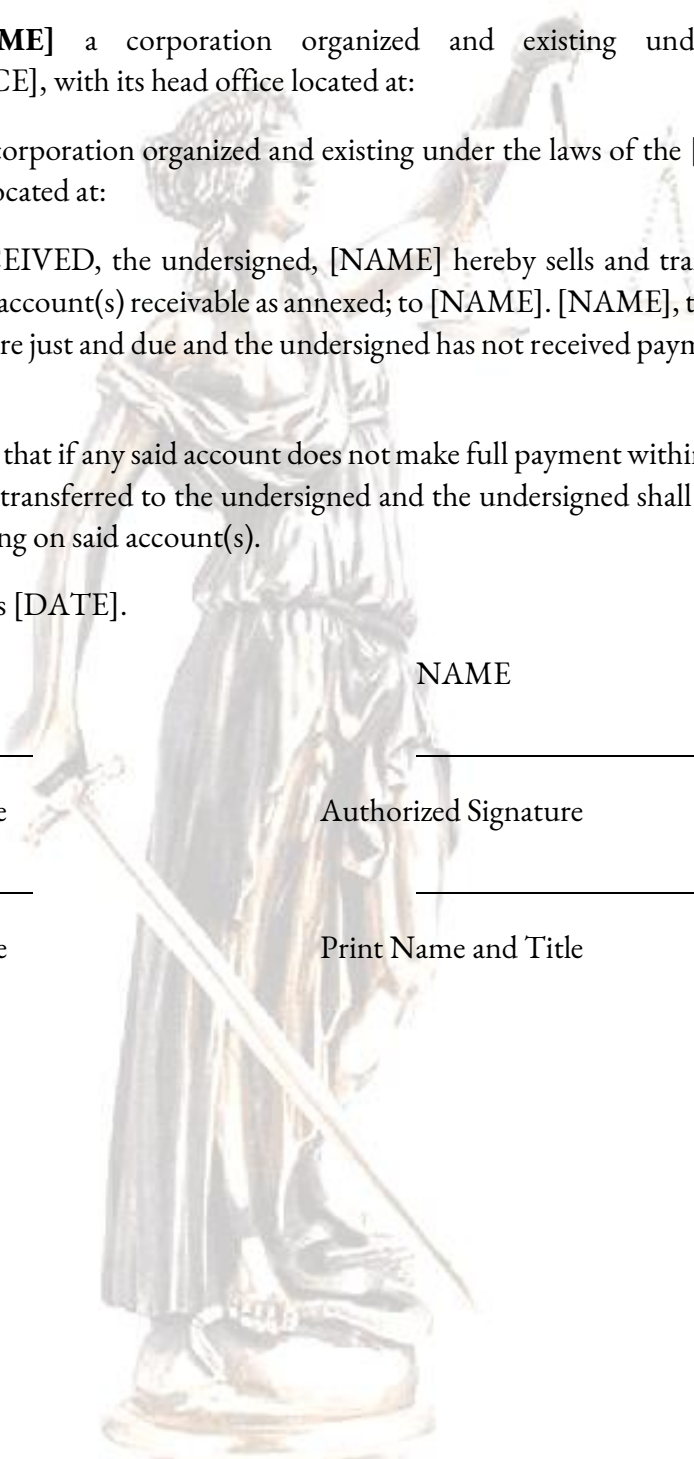 ME] a corporation organized and existing und
CE], with its head office located at:
corporation organized and existing under the laws of the [
ocated at:
CEIVED, the undersigned, [NAME] hereby sells and tra
account(s) receivable as annexed; to [NAME]. [NAME], t
re just and due and the undersigned has not received paym
that if any said account does not make full payment within
transferred to the undersigned and the undersigned shall
ng on said account(s).
s [DATE].
NAME
e Authorized Signature
e Print Name and Title